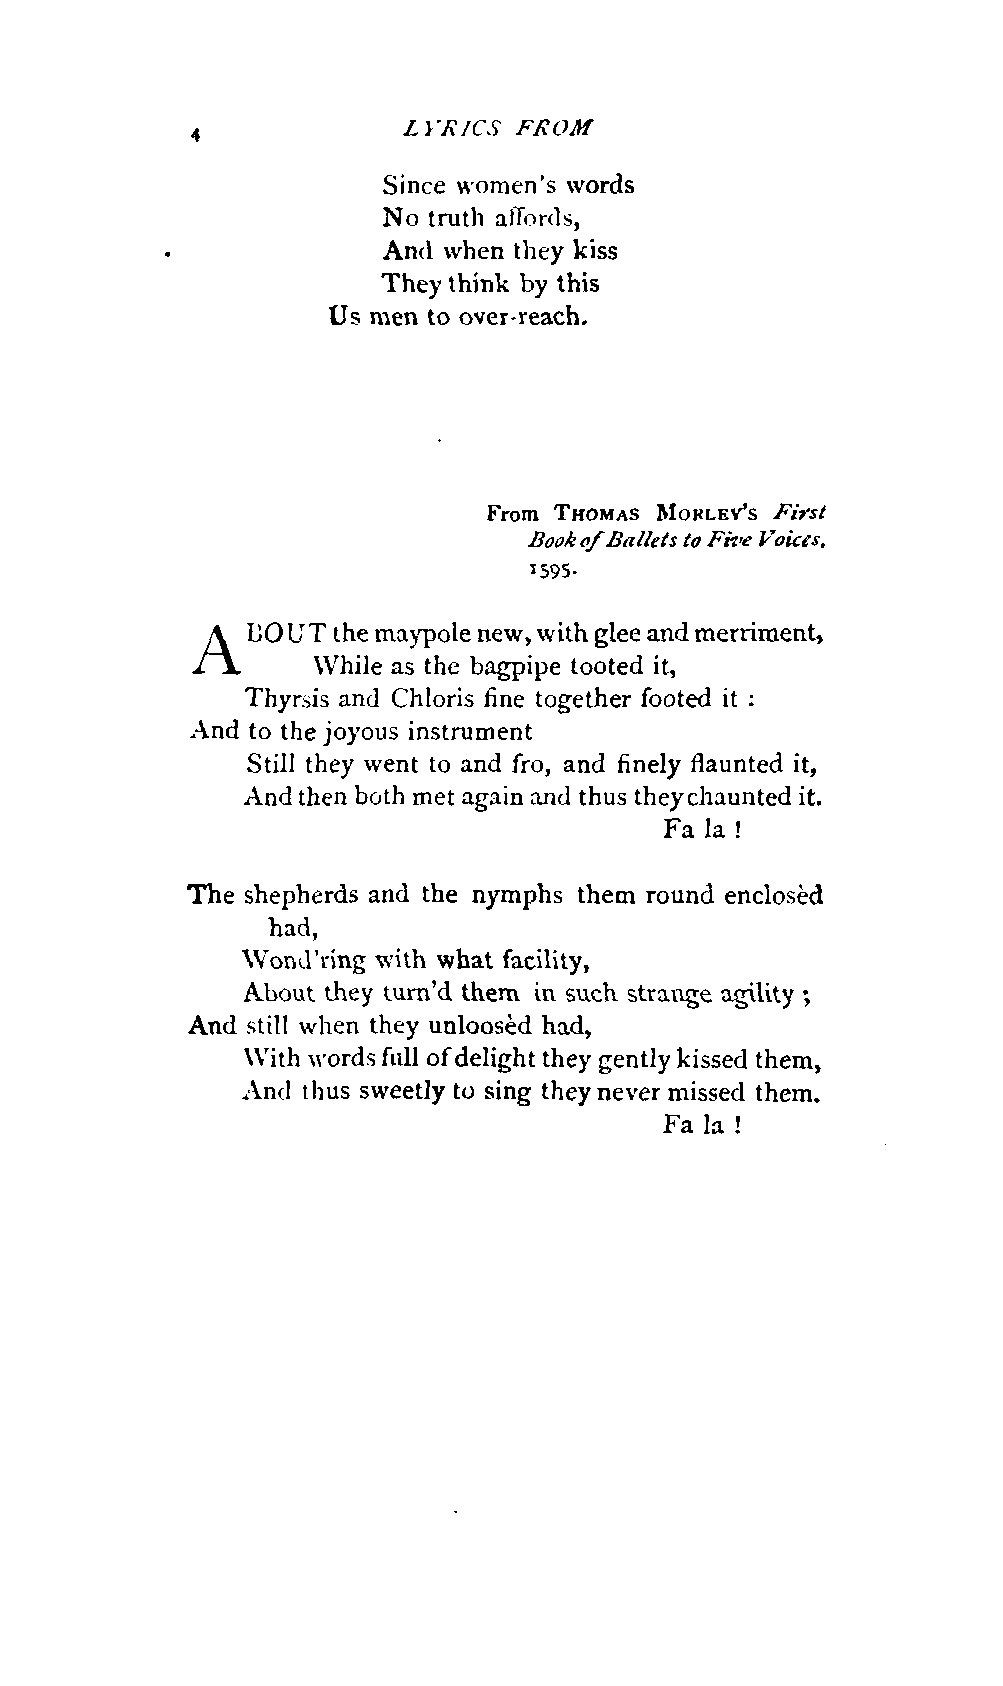 4 LYRICS FROM
Since women's words
No truth affords,
And when they kiss
They think by this
Us men to over-reach.
From THOMAS MORLEY'S First
Book of Ballets to Five Voices.
1595.
ABOUT the maypole new, with glee and merriment,
While as the bagpipe tooted it,
Thyrsis and Chloris fine together footed it :
And to the joyous instrument
Still they went to and fro, and finely flaunted it,
And then both met again and thus they chaunted it.
Fa la !
The shepherds and the nymphs them round enclosèd
had,
Wond'ring with what facility,
About they turn'd them in such strange agility ;
And still when they unloosèd had,
With words full of delight they gently kissed them,
And thus sweetly to sing they never missed them.
Fa la !